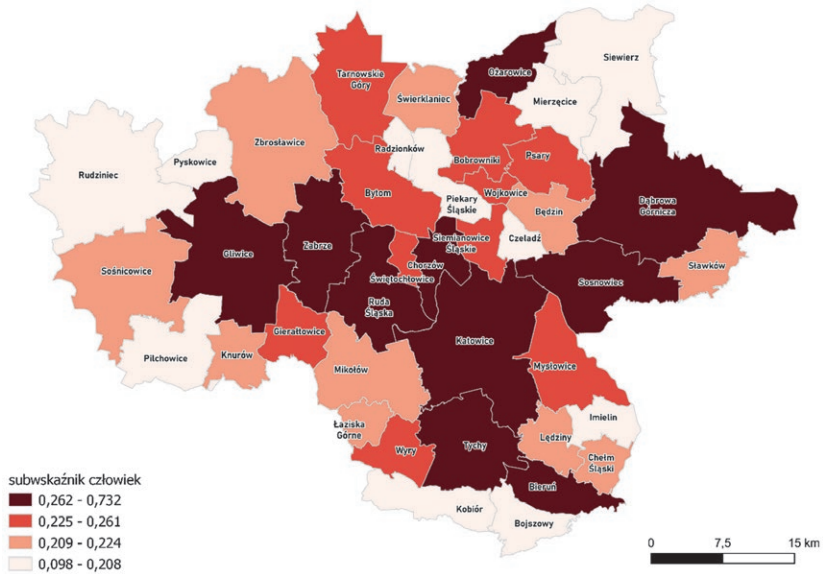 Siewierz
Ożarowice
Tarnowskie
Góry
Świerklaniec
Mierzęcice
Zbrosławice
Radzionków
Pyskowice
Bobrowniki
Psary
Rudziniec
Bytom
Wojkowice
Piekary
Śląskie
Będzin
Dąbrowa
Górnicza
Siemianowice
Śląskie
Czeladź
Zabrze
Gliwice
Chorzów
Sławków
Sośnicowice
Świętochłowice
Sosnowiec
Ruda
Śląska
Gierałtowice
Katowice
Pilchowice
Knurów
Mikołów
Mysłowice
Imielin
Łaziska
Górne
Lędziny
Wyry
Tychy
Chełm
Śląski
Bieruń
Kobiór
Bojszowy
subwskaźnik człowiek
0,262 - 0,732
0,225 - 0,261
0,209 - 0,224
0,098 - 0,208
0 7,5 15 km